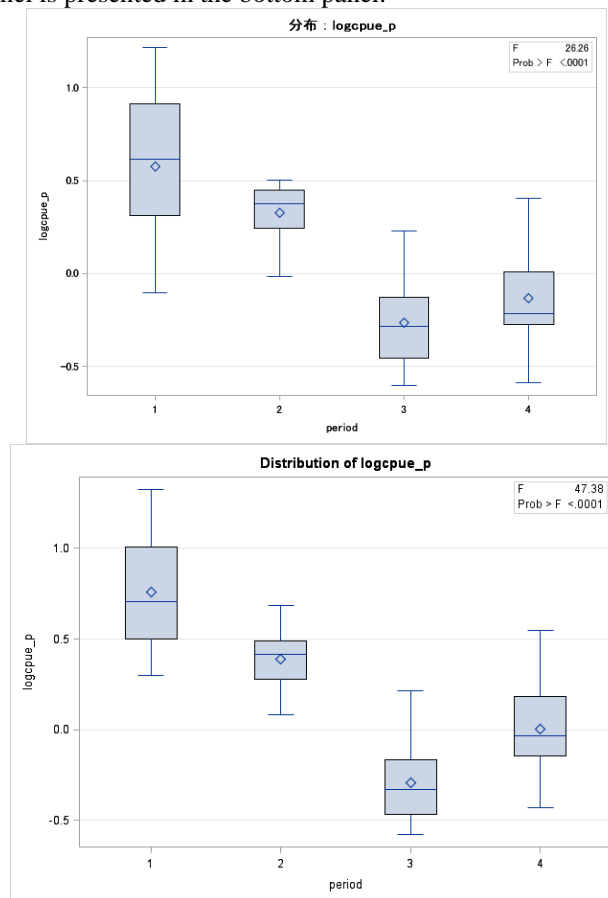 nel is presented in the bottom panel.
分布 : logcpue_p
F 26.26
Prob > F <.0001
1.0
0.5
0.0
-0.5
logcpue_p
1 2 3 4
period
Distribution of logcpue_p
F 47.38
Prob > F <.0001
1.0
0.5
0.0
-0.5
logcpue_p
1 2 3 4
period